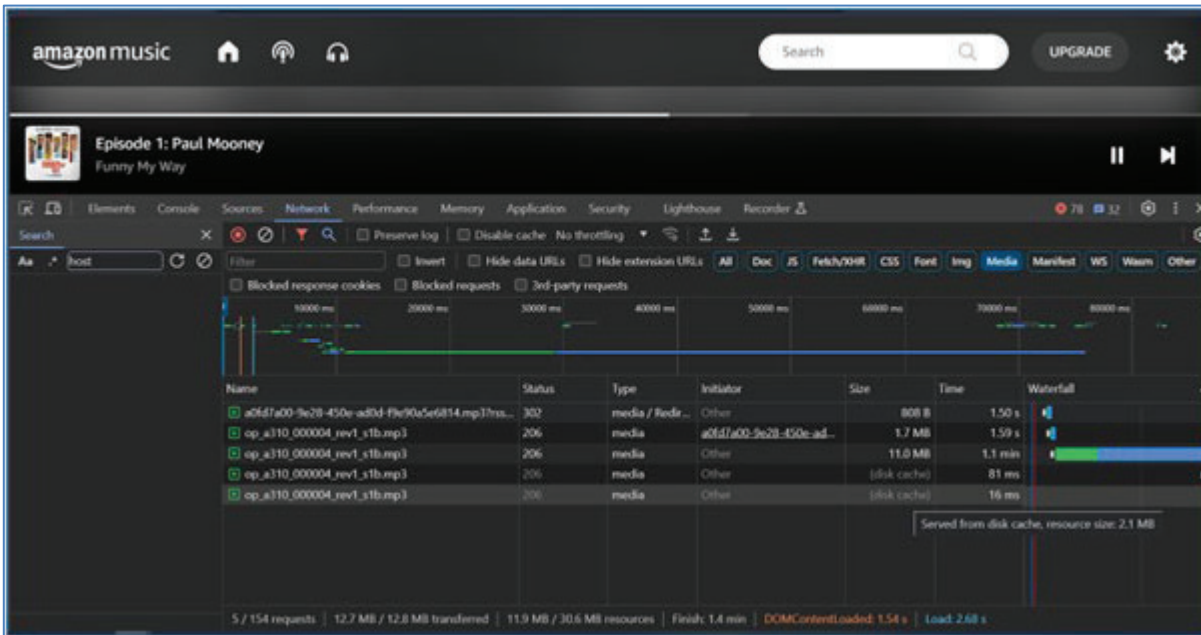 amazon music Search UPGRADE
Episode 1: Paul Mooney
Funny My Way
Elements Console Sources Network Performance Memory Application Security Lighthouse Recorder 78 32
Search Preserve log Disable cache No throttling
Aa .* host Filter Invert Hide data URLs Hide extension URLs All Doc JS Fetch/XHR CSS Font Img Media Manifest WS Wasm Other
Blocked response cookies Blocked requests 3rd-party requests
10000 ms 20000 ms 30000 ms 40000 ms 50000 ms 60000 ms 70000 ms 80000 ms
Name Status Type Initiator Size Time Waterfall
a0fd7a00-9e28-450e-ad0d-f9e90a5e6814.mp3?rss... 302 media / Redir... Other 808 B 1.50 s
op_a310_000004_rev1_s1b.mp3 206 media a0fd7a00-9e28-450e-ad... 1.7 MB 1.59 s
op_a310_000004_rev1_s1b.mp3 206 media Other 11.0 MB 1.1 min
op_a310_000004_rev1_s1b.mp3 206 media Other (disk cache) 81 ms
op_a310_000004_rev1_s1b.mp3 206 media Other (disk cache) 16 ms
Served from disk cache, resource size: 2.1 MB
5 / 154 requests 12.7 MB / 12.8 MB transferred 11.9 MB / 30.6 MB resources Finish: 1.4 min DOMContentLoaded: 1.54 s Load: 2.68 s